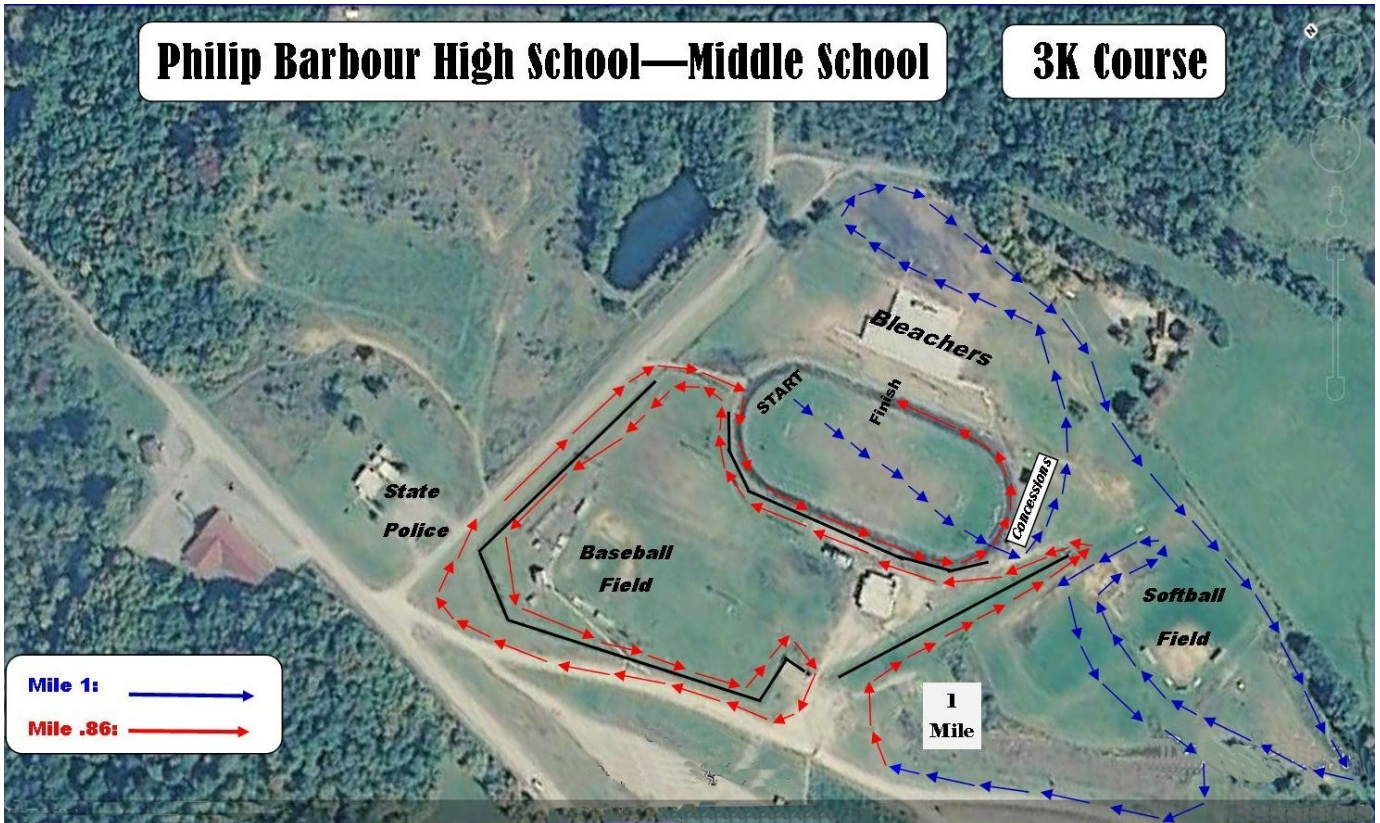 Philip Barbour High School—Middle School
3K Course
N
Bleachers
START
Finish
Concessions
State
Police
Baseball
Field
Softball
Field
1
Mile
Mile 1:
Mile .86: